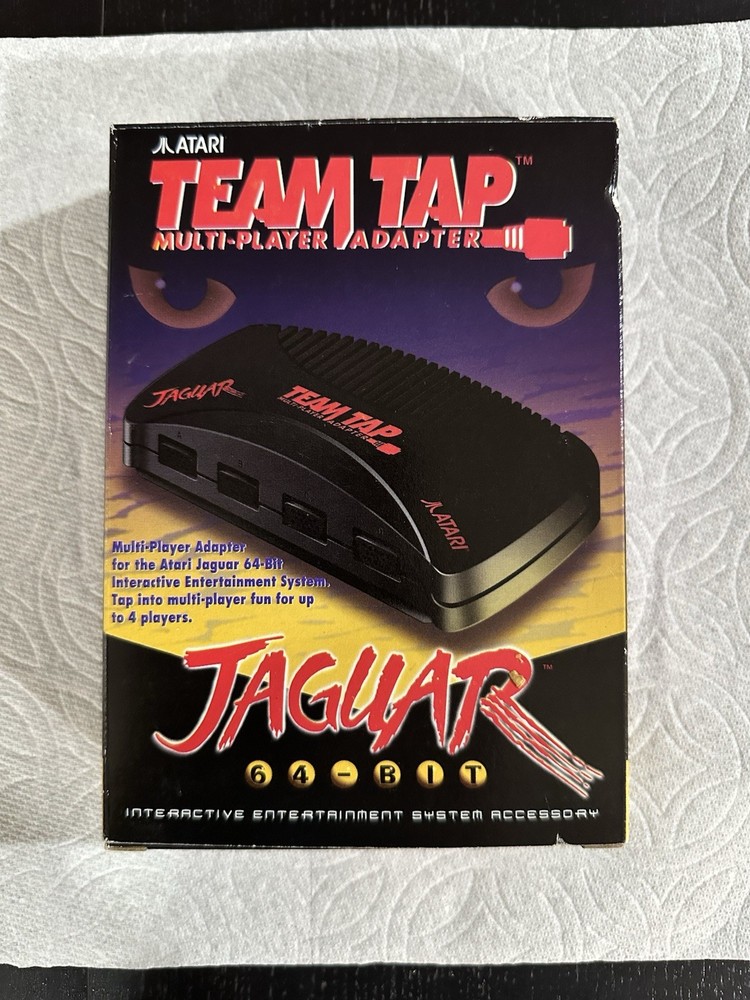 ATARI
TEAM TAP™
MULTI-PLAYER ADAPTER
JAGUAR
TEAM TAP
MULTI-PLAYER ADAPTER
ATARI
Multi-Player Adapter
for the Atari Jaguar 64-Bit
Interactive Entertainment System.
Tap into multi-player fun for up
to 4 players.
JAGUAR™
64-BIT
INTERACTIVE ENTERTAINMENT SYSTEM ACCESSORY